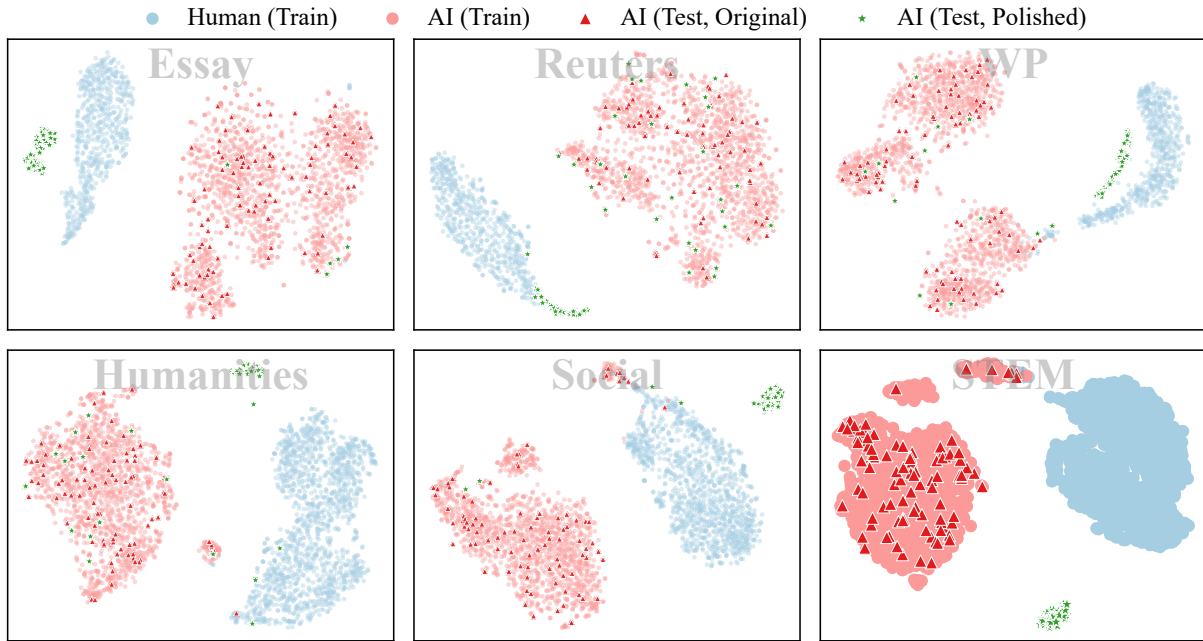 Human (Train) AI (Train) AI (Test, Original) AI (Test, Polished)
Essay Reuters WP
Humanities Social STEM